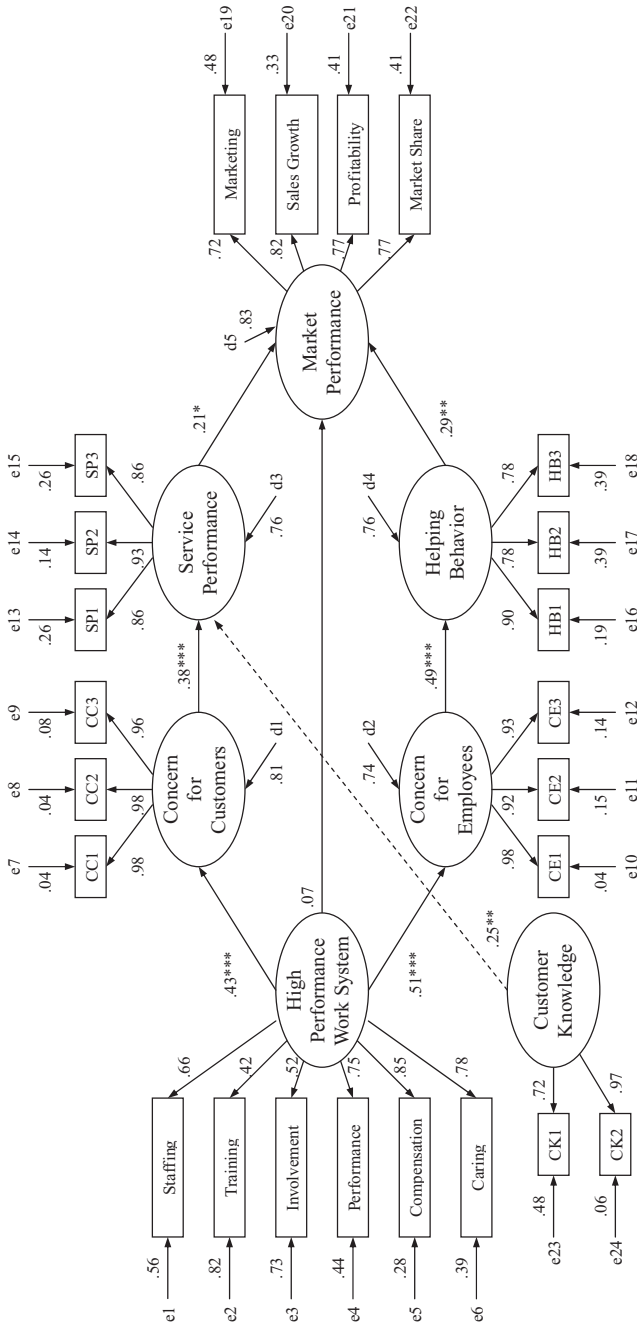 e1
.56
Staffing
.66
e2
.82
Training
.42
e3
.73
Involvement
.52
e4
.44
Performance
.75
e5
.28
Compensation
.85
e6
.39
Caring
.78
High
Performance
Work System
.43***
.07
.51***
e7
.04
CC1
.98
e8
.04
CC2
.98
e9
.08
CC3
.96
Concern
for
Customers
d1
.81
.38***
e13
.26
SP1
.86
e14
.14
SP2
.93
e15
.26
SP3
.86
Service
Performance
d3
.76
.21*
Concern
for
Employees
d2
.74
.98
CE1
.04
e10
.92
CE2
.15
e11
.93
CE3
.14
e12
.49***
Helping
Behavior
d4
.76
.90
HB1
.19
e16
.78
HB2
.39
e17
.78
HB3
.39
e18
.29**
Customer
Knowledge
.25**
.72
CK1
.48
e23
.97
CK2
.06
e24
Market
Performance
d5
.83
.72
Marketing
.48
e19
.82
Sales Growth
.33
e20
.77
Profitability
.41
e21
.77
Market Share
.41
e22